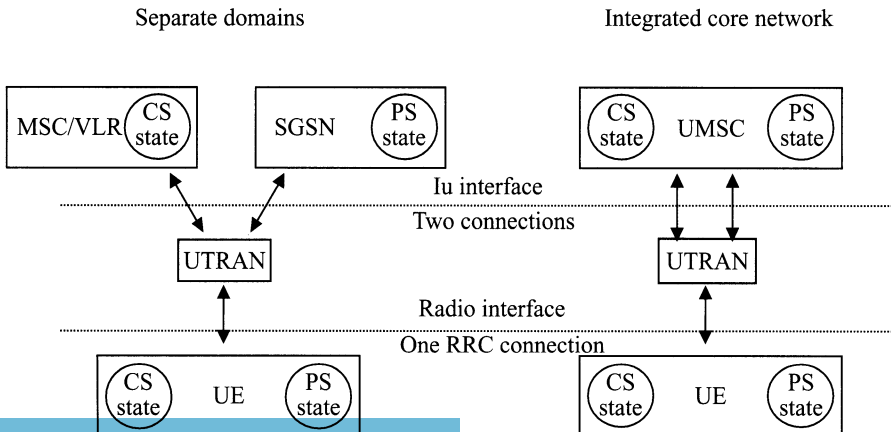 Separate domains
Integrated core network
MSC/VLR
CS
state
SGSN
PS
state
CS
state
UMSC
PS
state
Iu interface
Two connections
UTRAN
UTRAN
Radio interface
One RRC connection
CS
state
UE
PS
state
CS
state
UE
PS
state